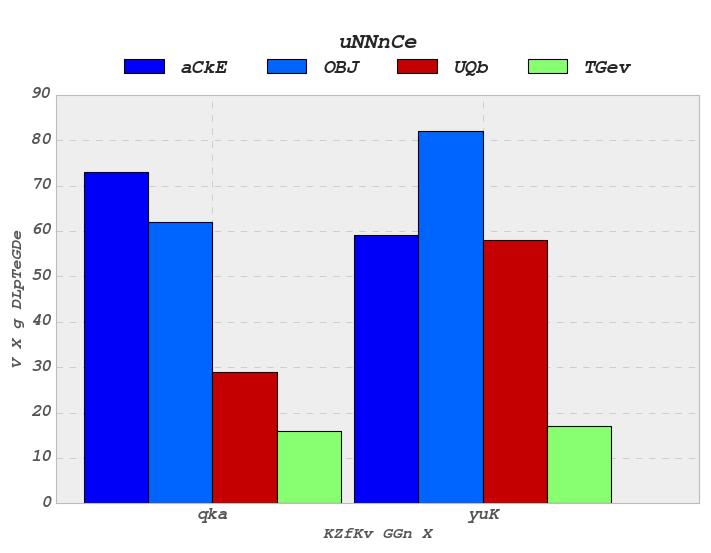 uNNnCe
aCkE OBJ UQb TGev
90
80
70
60
50
40
30
20
10
0
V X g DLpTeGDe
qka yuK
KZfKv GGn X